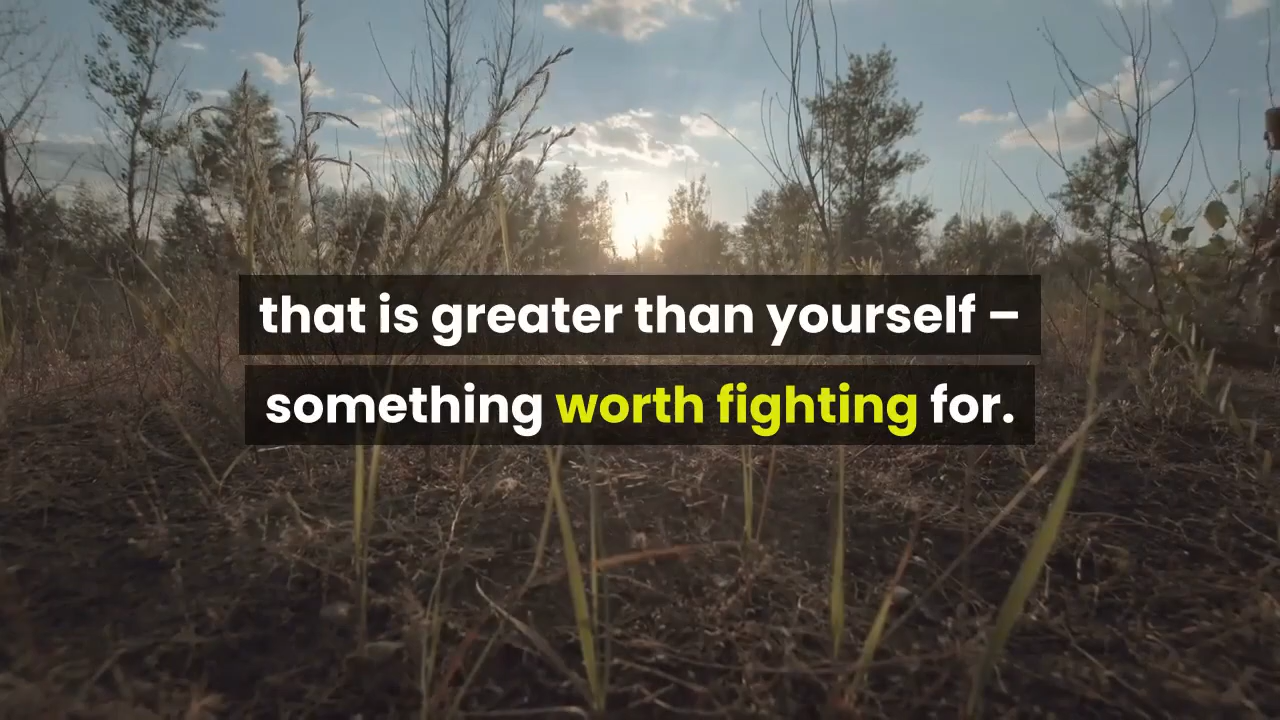 that is greater than yourself –
something worth fighting for.